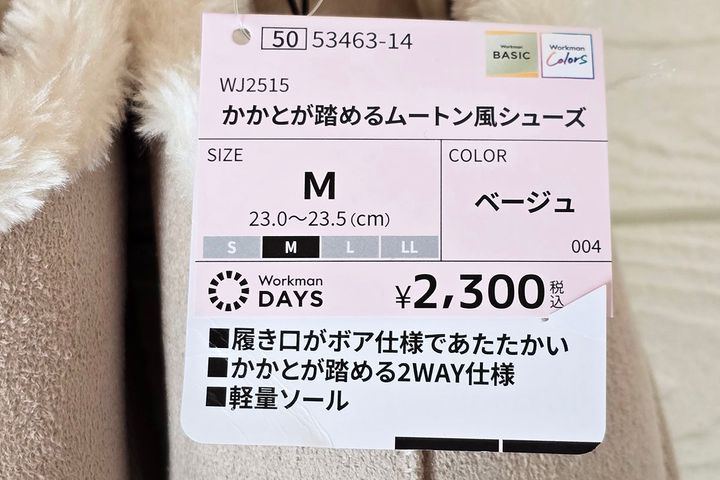 50 53463-14
Workman BASIC
Workman Colors
WJ2515
かかとが踏めるムートン風シューズ
SIZE
M
23.0～23.5(cm)
S M L LL
COLOR
ベージュ
004
Workman DAYS
¥2,300税込
■履き口がボア仕様であたたかい
■かかとが踏める2WAY仕様
■軽量ソール